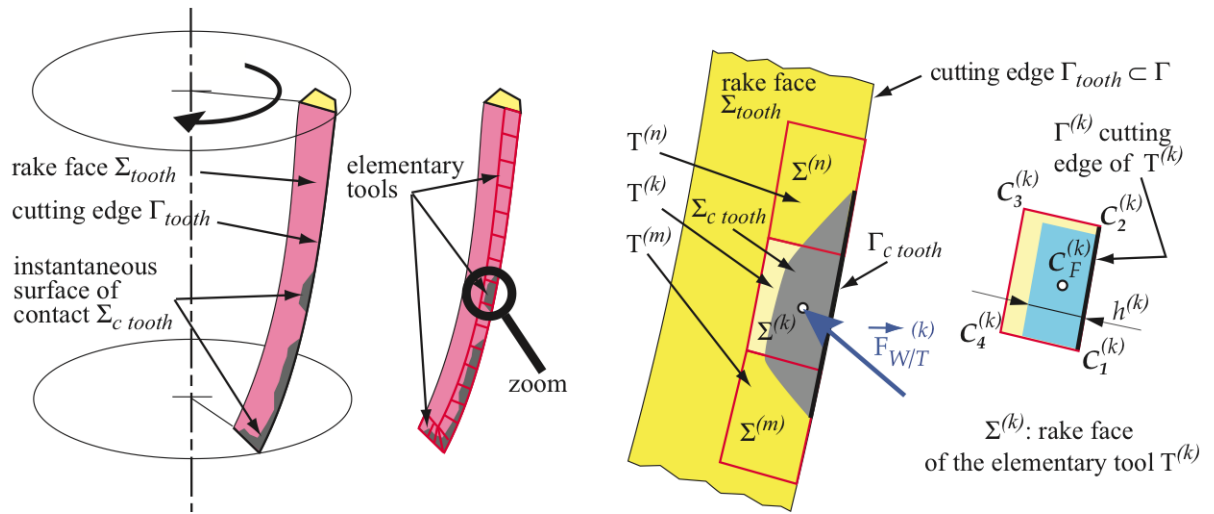 rake face Σtooth
cutting edge Γtooth
instantaneous
surface of
contact Σc tooth
elementary
tools
zoom
rake face
Σtooth
T(n)
T(k)
Σc tooth
T(m)
Σ(n)
Σ(k)
Σ(m)
cutting edge Γtooth ⊂ Γ
Γc tooth
F(k)W/T
Γ(k) cutting
edge of T(k)
C3(k)
C2(k)
CF(k)
h(k)
C4(k)
C1(k)
Σ(k): rake face
of the elementary tool T(k)